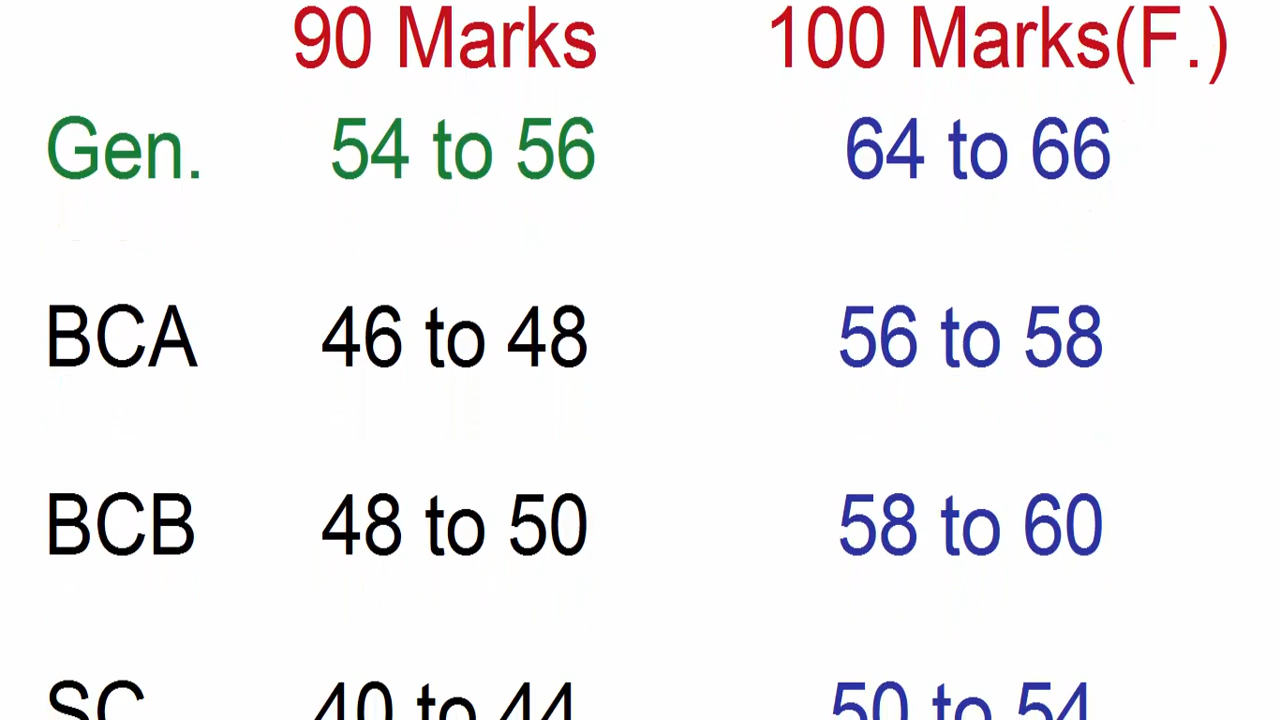 90 Marks 100 Marks(F.)
Gen. 54 to 56 64 to 66
BCA 46 to 48 56 to 58
BCB 48 to 50 58 to 60
SC 40 to 44 50 to 54